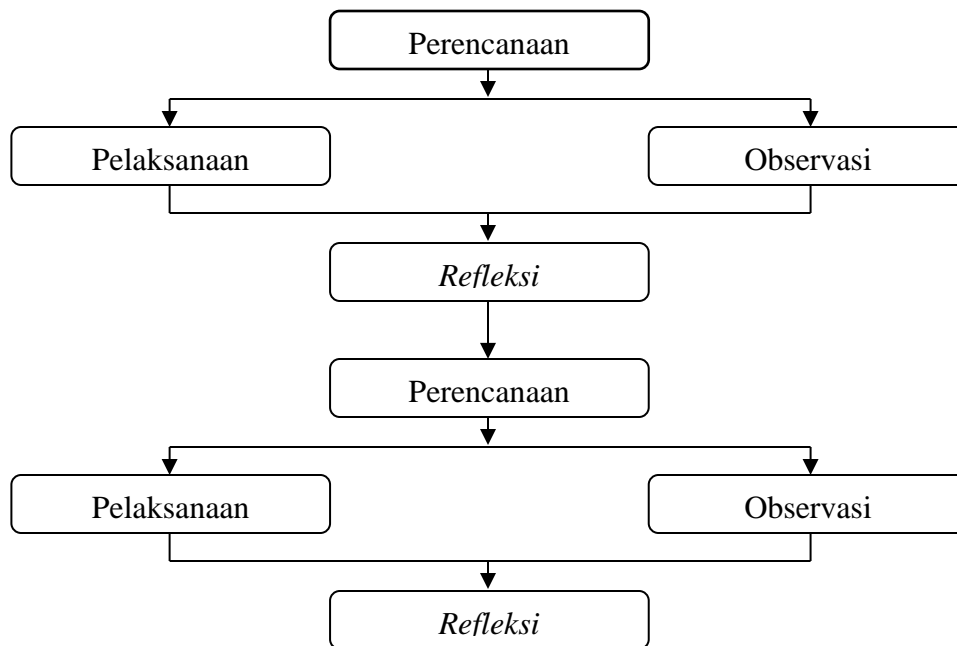 Perencanaan
Pelaksanaan
Observasi
Refleksi
Perencanaan
Pelaksanaan
Observasi
Refleksi